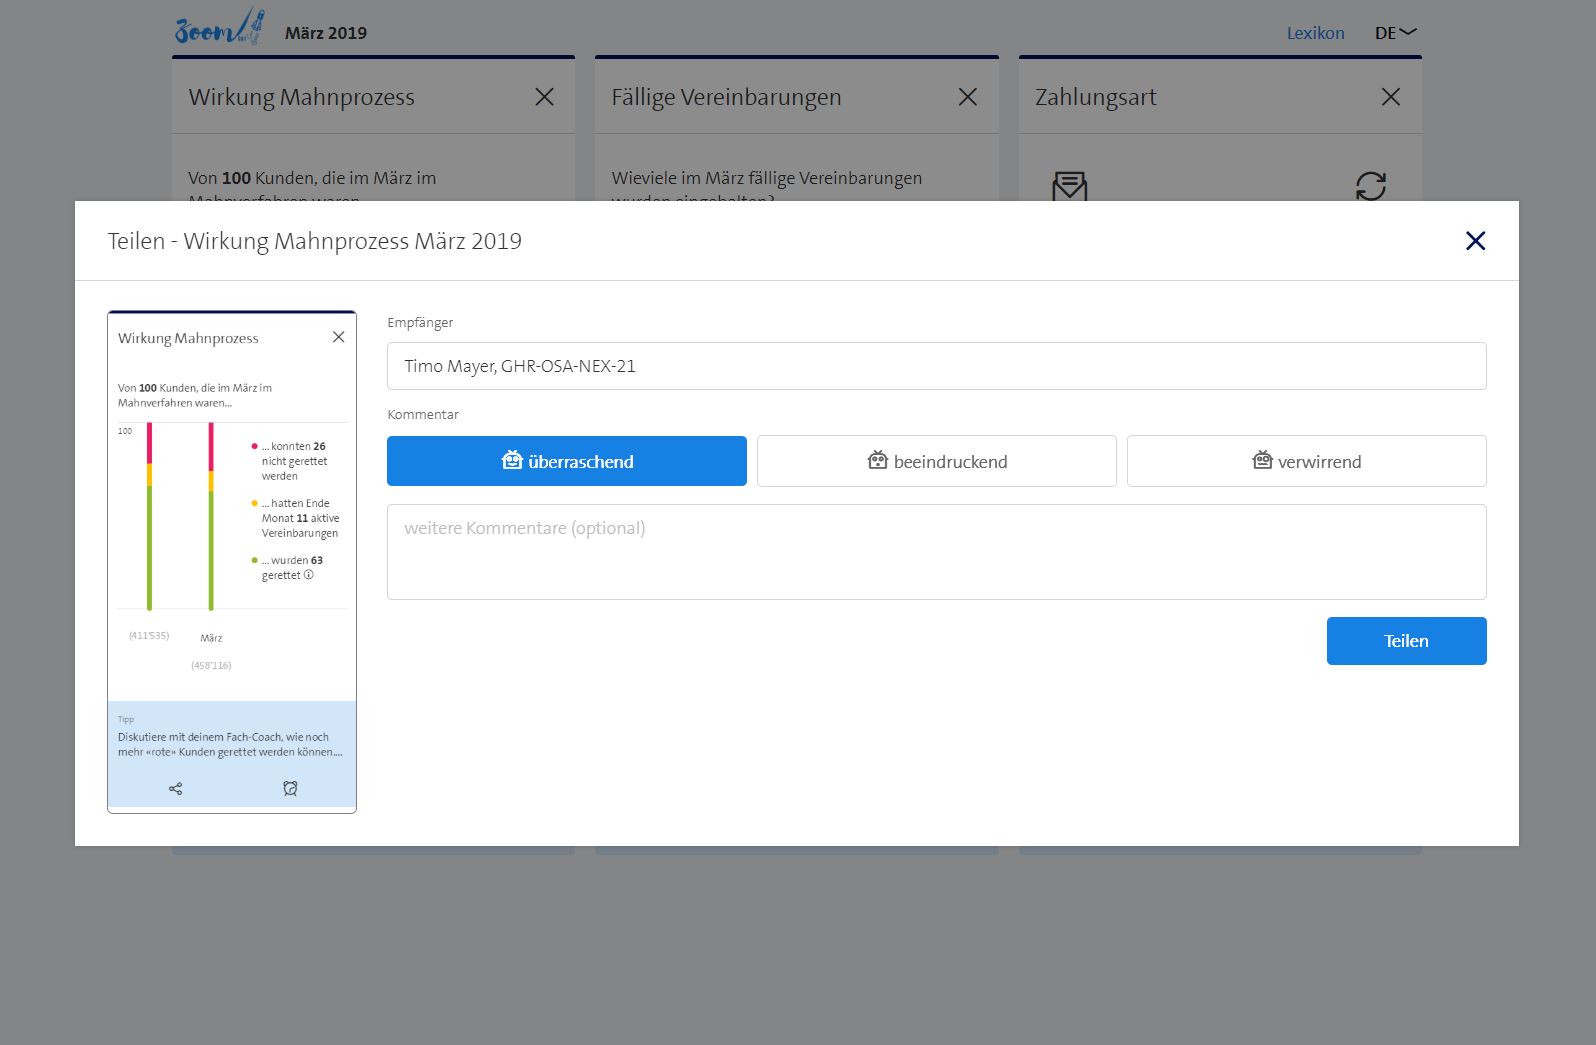 Zoom
März 2019
Lexikon
DE
Wirkung Mahnprozess
Fällige Vereinbarungen
Zahlungsart
Von 100 Kunden, die im März im
Mahnverfahren waren
Wieviele im März fällige Vereinbarungen
wurden eingehalten?
Teilen - Wirkung Mahnprozess März 2019
Wirkung Mahnprozess
Von 100 Kunden, die im März im
Mahnverfahren waren...
100
... konnten 26
nicht gerettet
werden
... hatten Ende
Monat 11 aktive
Vereinbarungen
... wurden 63
gerettet
(411'535)
März
(458'116)
Tipp
Diskutiere mit deinem Fach-Coach, wie noch
mehr «rote» Kunden gerettet werden können....
Empfänger
Timo Mayer, GHR-OSA-NEX-21
Kommentar
überraschend
beeindruckend
verwirrend
weitere Kommentare (optional)
Teilen